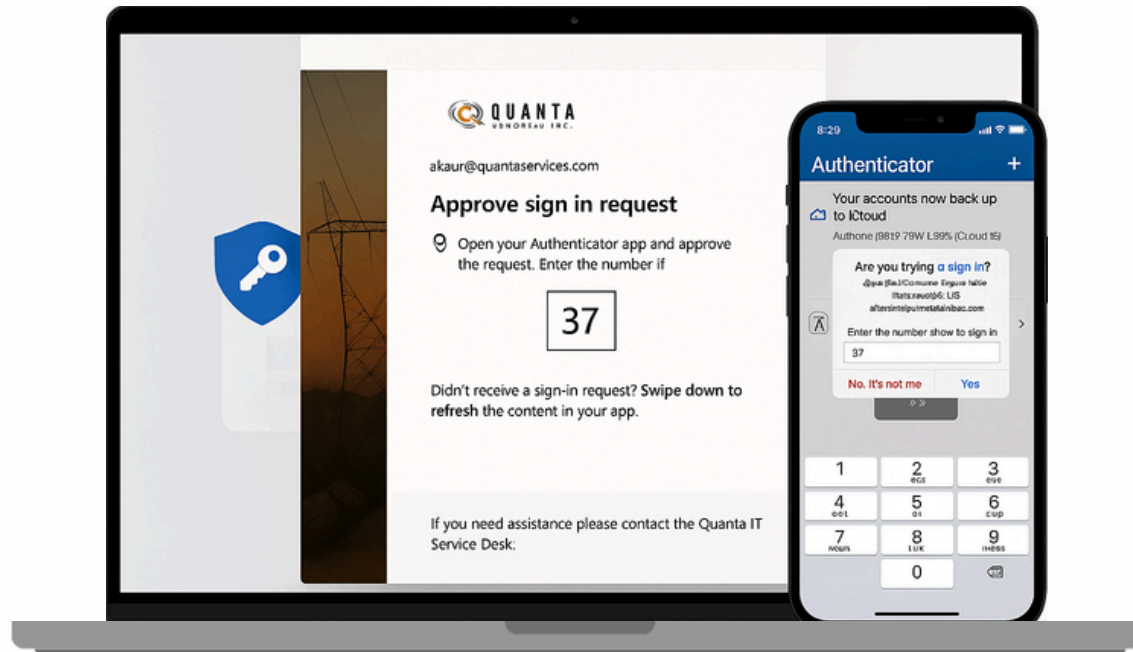 QUANTA
akaur@quantaservices.com
Approve sign in request
Open your Authenticator app and approve
the request. Enter the number if
37
Didn't receive a sign-in request? Swipe down to
refresh the content in your app.
If you need assistance please contact the Quanta IT
Service Desk:
8:29
Authenticator +
Your accounts now back up
to
Are you trying a sign in?
Enter the number show to sign in
37
No. It's not me Yes
1 2 3
4 5 6
7 8 9
0